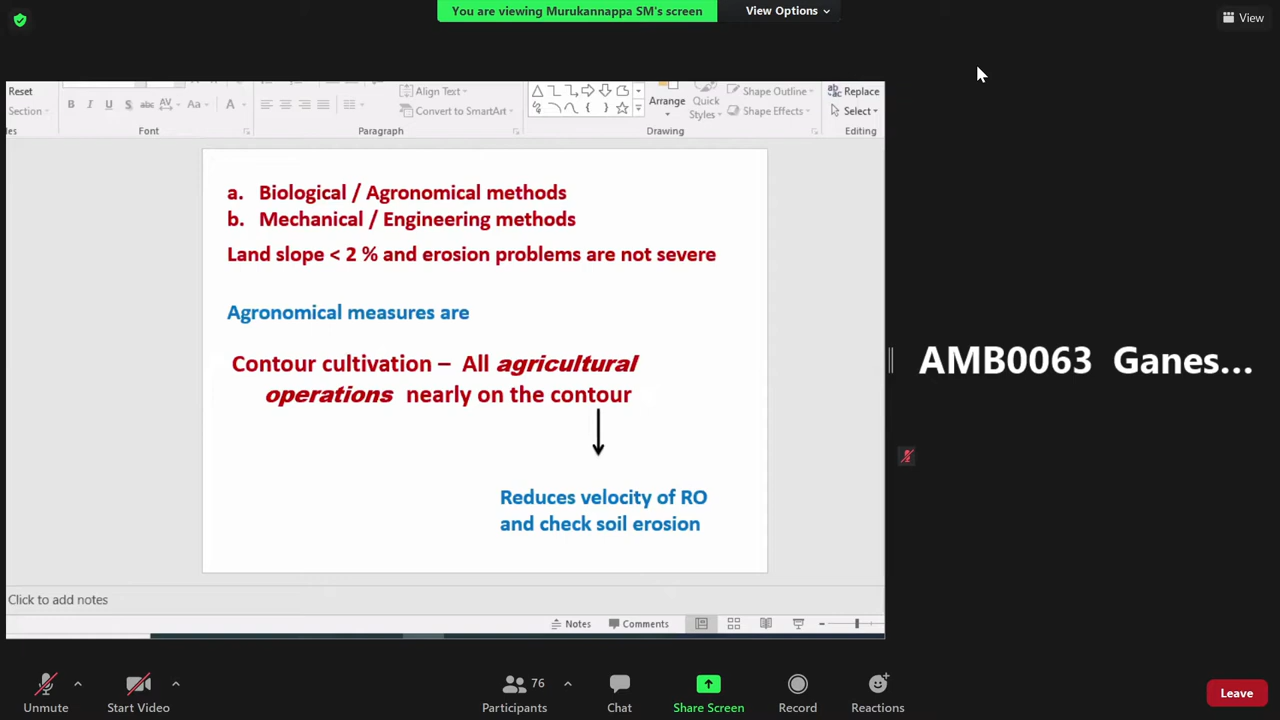 You are viewing Murukannappa SM's screen
View Options
View
Reset
Section
Align Text
Convert to SmartArt
Arrange
Quick
Styles
Shape Outline
Shape Effects
Replace
Select
B I U S abc AV Aa A
les
Font
Paragraph
Drawing
Editing
a. Biological / Agronomical methods
b. Mechanical / Engineering methods
Land slope < 2 % and erosion problems are not severe
Agronomical measures are
Contour cultivation – All agricultural
operations nearly on the contour
Reduces velocity of RO
and check soil erosion
AMB0063 Ganes...
Click to add notes
Notes
Comments
Unmute
Start Video
76
Participants
Chat
Share Screen
Record
Reactions
Leave